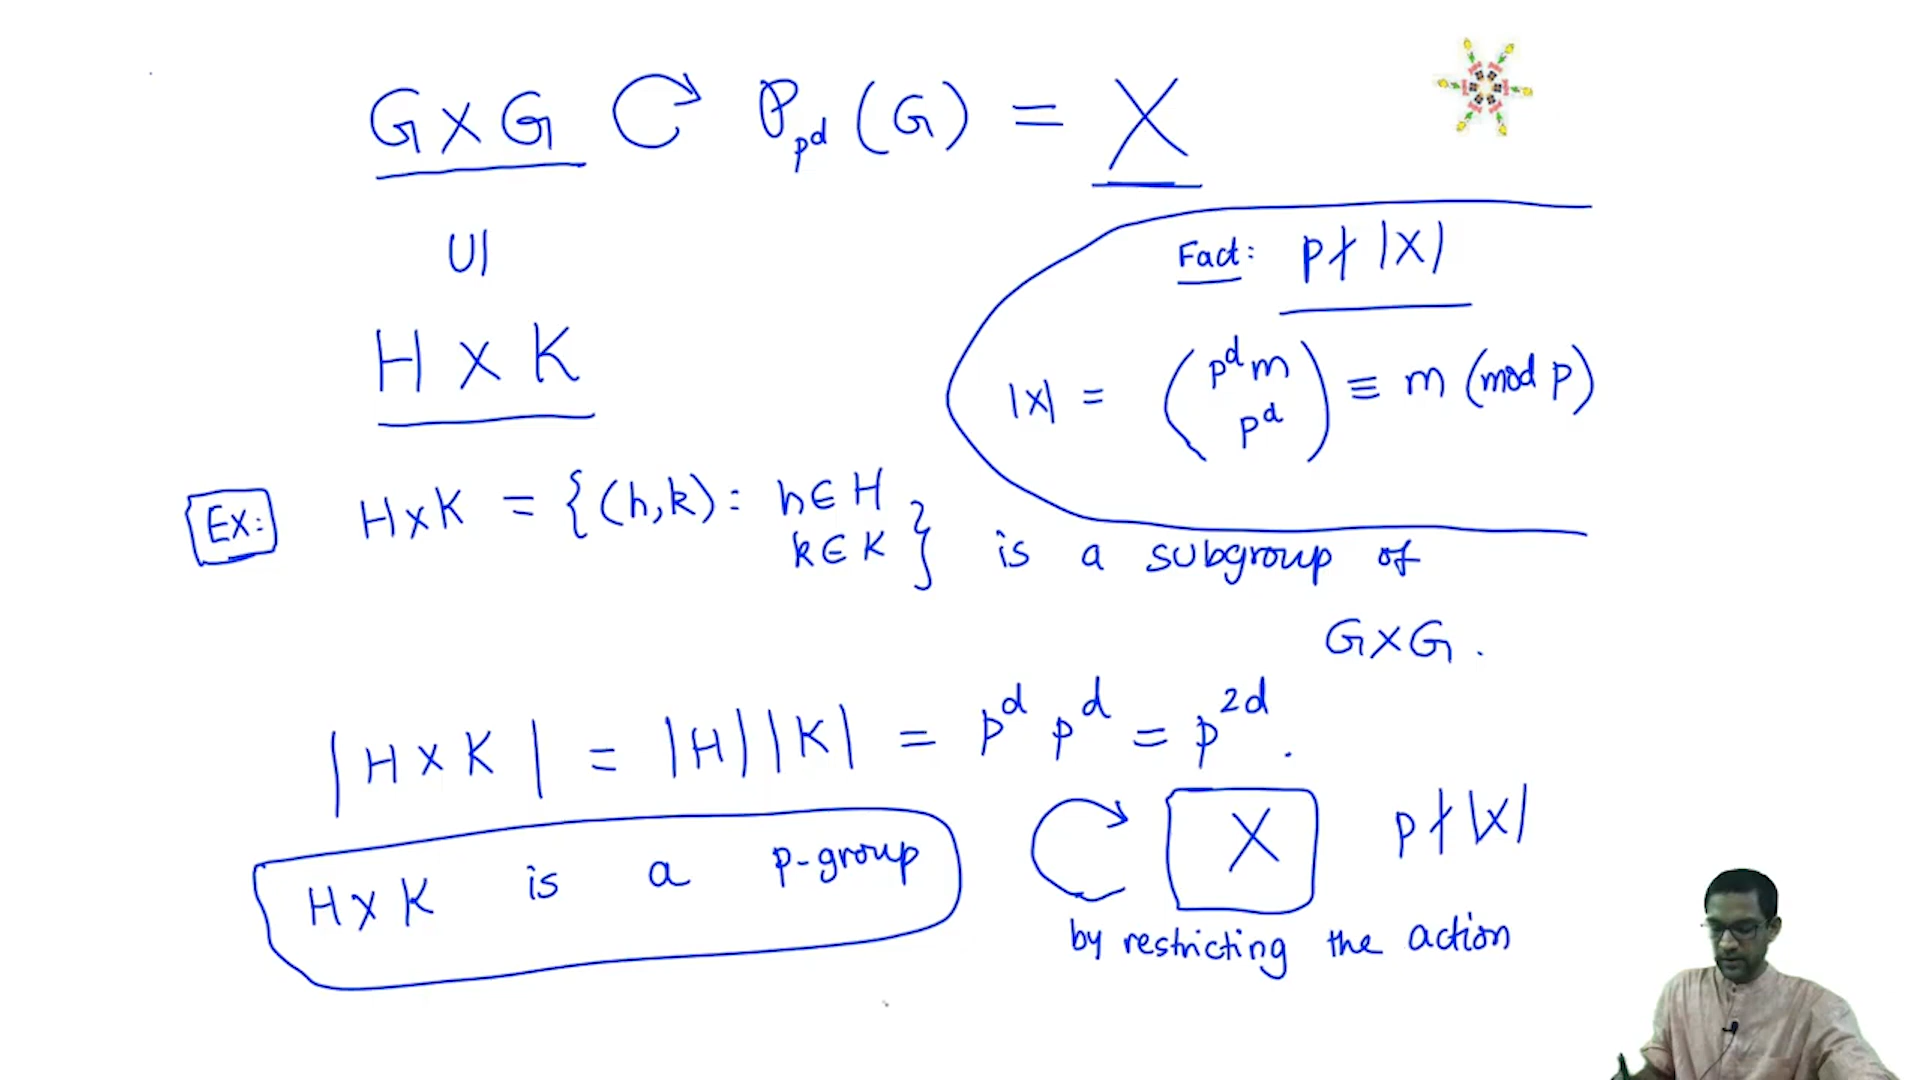 G×G ↻ P_{p^d}(G) = X
U|
H × K
Fact: p∤|X|
|X| = (p^d m choose p^d) ≡ m (mod p)
Ex: H×K = {(h,k): h∈H
k∈K} is a subgroup of
G×G.
|H×K| = |H||K| = p^d p^d = p^{2d}.
H×K is a p-group ↻ X p∤|X|
by restricting the action